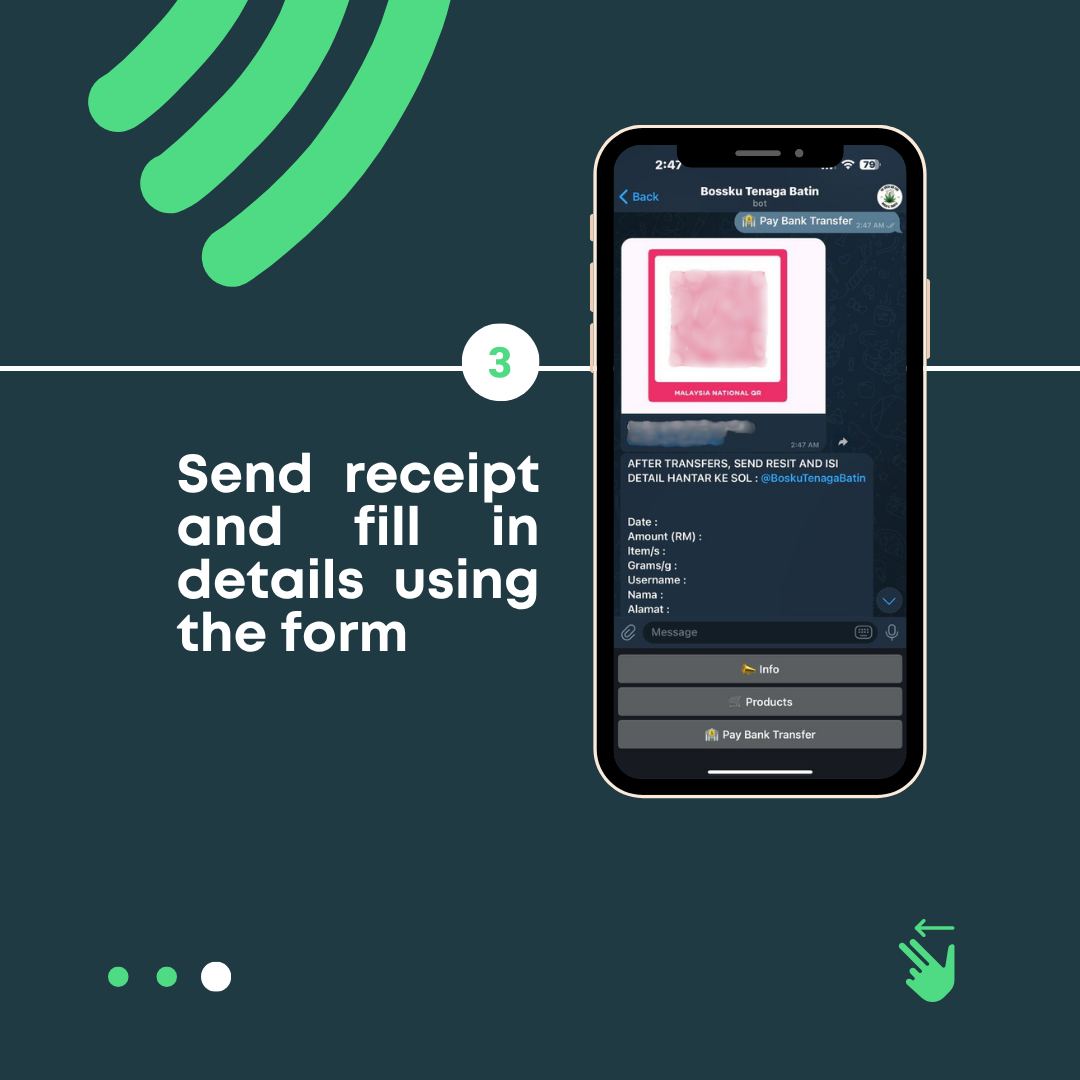 2:47
79
Back
Bossku Tenaga Batin
bot
Pay Bank Transfer 2:47 AM
MALAYSIA NATIONAL QR
2:47 AM
3
Send receipt
and fill in
details using
the form
AFTER TRANSFERS, SEND RESIT AND ISI
DETAIL HANTAR KE SOL : @BoskuTenagaBatin
Date :
Amount (RM) :
Item/s :
Grams/g :
Username :
Nama :
Alamat :
Message
Info
Products
Pay Bank Transfer